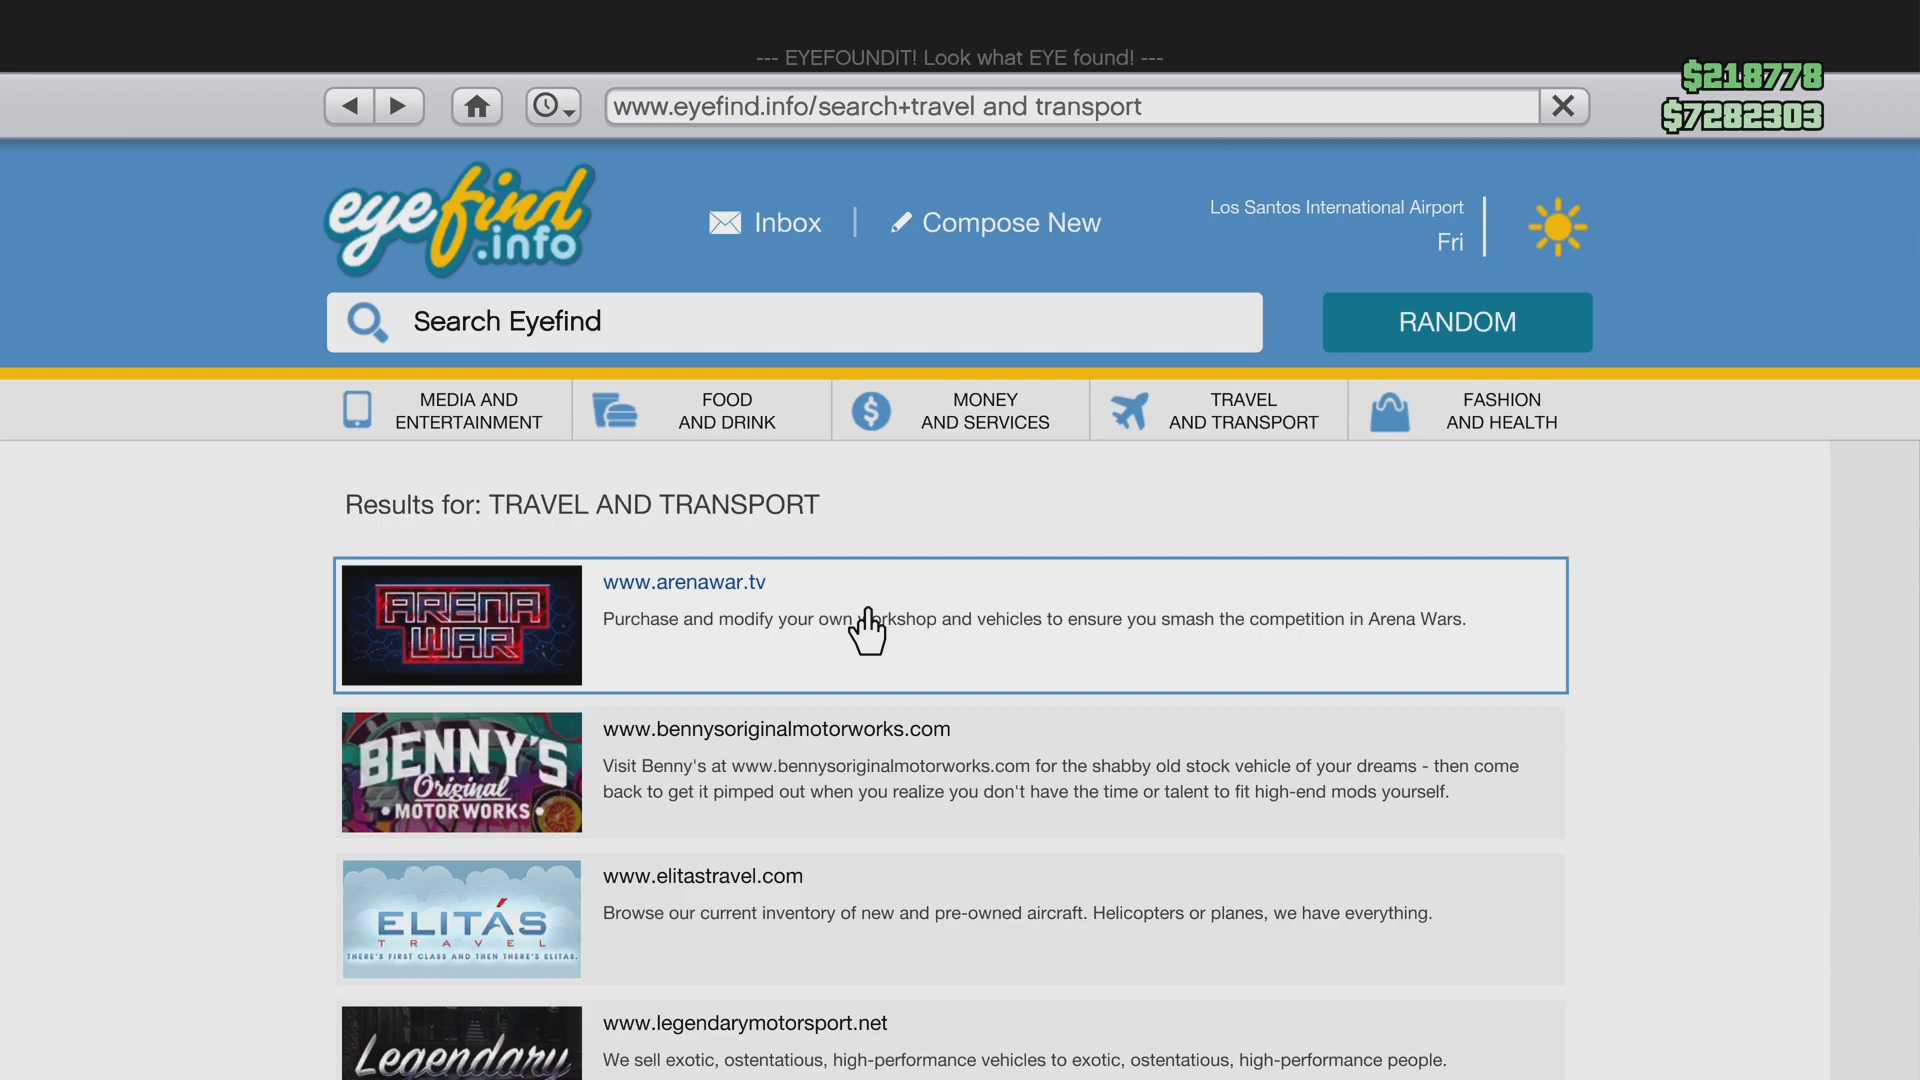 --- EYEFOUNDIT! Look what EYE found! ---
$218778
www.eyefind.info/search+travel and transport
$7282303
eyefind
.info
Inbox
Compose New
Los Santos International Airport
Fri
Search Eyefind
RANDOM
MEDIA AND
ENTERTAINMENT
FOOD
AND DRINK
MONEY
AND SERVICES
TRAVEL
AND TRANSPORT
FASHION
AND HEALTH
Results for: TRAVEL AND TRANSPORT
ARENA
WAR
www.arenawar.tv
Purchase and modify your own workshop and vehicles to ensure you smash the competition in Arena Wars.
BENNY'S
Original
MOTOR WORKS
www.bennysoriginalmotorworks.com
Visit Benny's at www.bennysoriginalmotorworks.com for the shabby old stock vehicle of your dreams - then come
back to get it pimped out when you realize you don't have the time or talent to fit high-end mods yourself.
ELITÁS
TRAVEL
THERE'S FIRST CLASS AND THEN THERE'S ELITAS.
www.elitastravel.com
Browse our current inventory of new and pre-owned aircraft. Helicopters or planes, we have everything.
Legendary
www.legendarymotorsport.net
We sell exotic, ostentatious, high-performance vehicles to exotic, ostentatious, high-performance people.